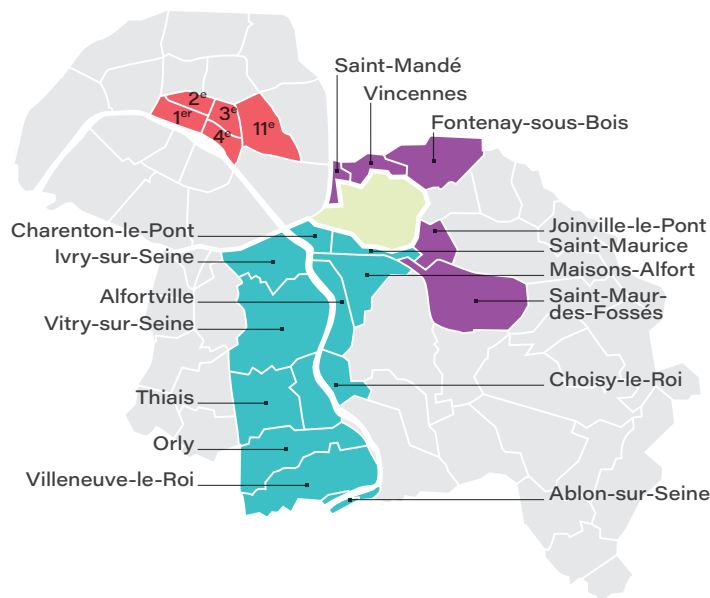 Saint-Mandé
Vincennes
Fontenay-sous-Bois
2e
1er
3e
4e
11e
Charenton-le-Pont
Ivry-sur-Seine
Alfortville
Vitry-sur-Seine
Thiais
Orly
Villeneuve-le-Roi
Joinville-le-Pont
Saint-Maurice
Maisons-Alfort
Saint-Maur-
des-Fossés
Choisy-le-Roi
Ablon-sur-Seine